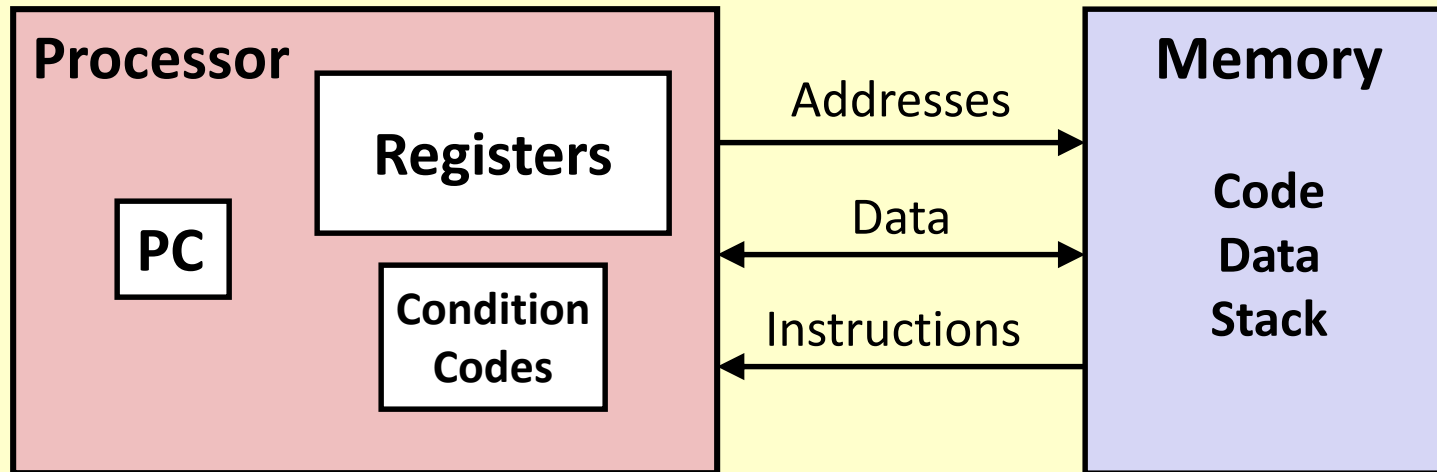 Processor
Registers
PC
Condition
Codes
Addresses
Data
Instructions
Memory
Code
Data
Stack